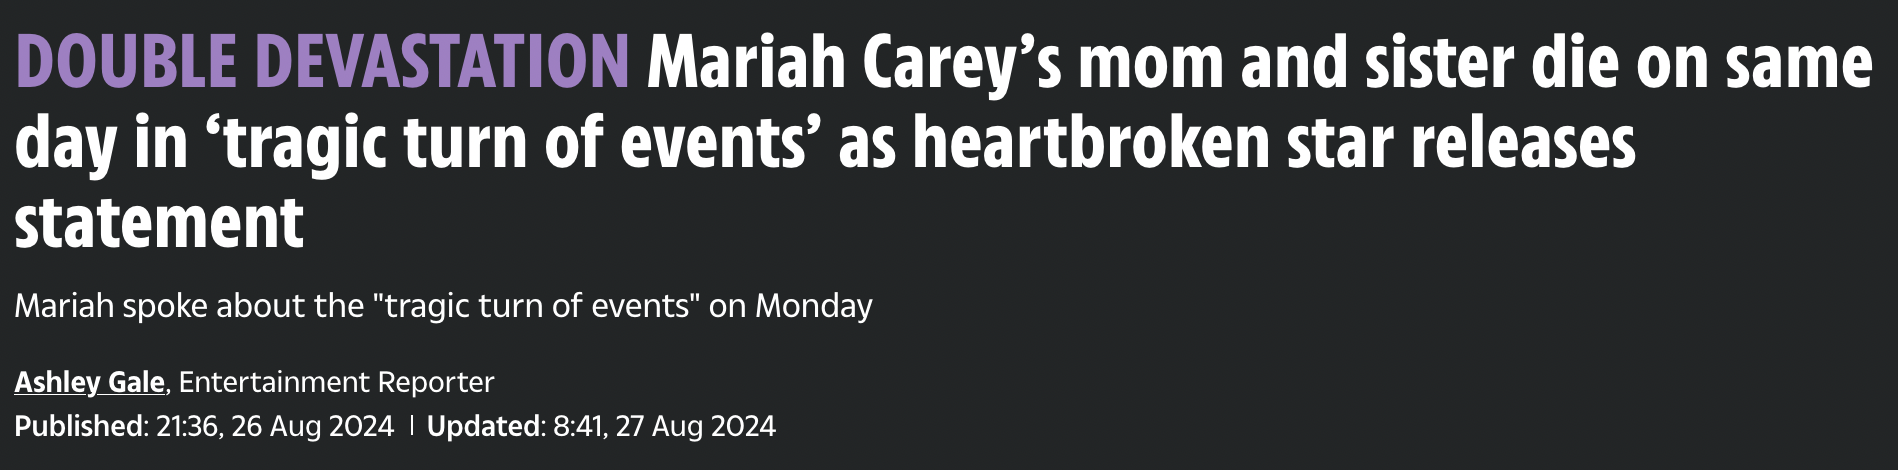 DOUBLE DEVASTATION Mariah Carey’s mom and sister die on same
day in ‘tragic turn of events’ as heartbroken star releases
statement
Mariah spoke about the "tragic turn of events" on Monday
Ashley Gale, Entertainment Reporter
Published: 21:36, 26 Aug 2024 | Updated: 8:41, 27 Aug 2024